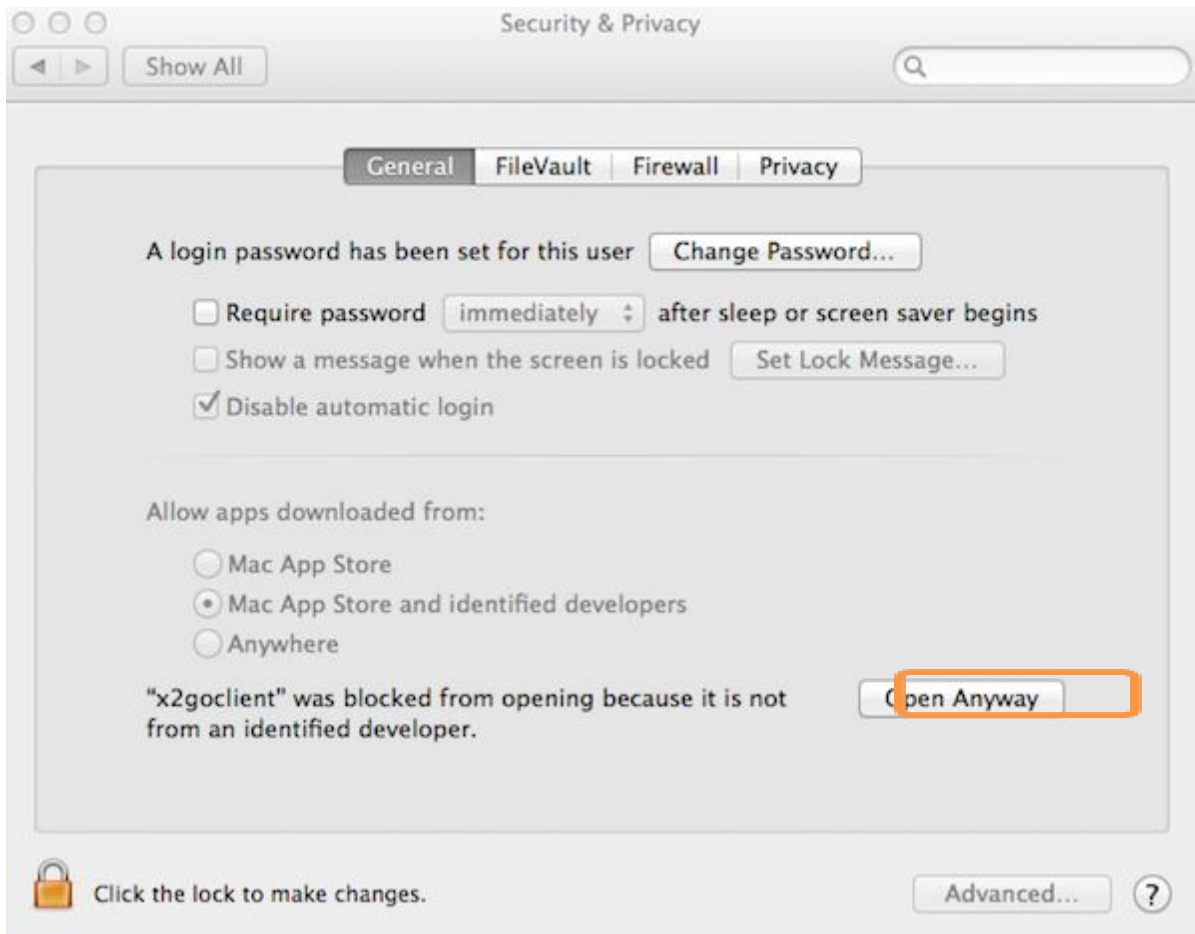 Security & Privacy
Show All
General FileVault Firewall Privacy
A login password has been set for this user Change Password...
Require password immediately after sleep or screen saver begins
Show a message when the screen is locked Set Lock Message...
Disable automatic login
Allow apps downloaded from:
Mac App Store
Mac App Store and identified developers
Anywhere
“x2goclient” was blocked from opening because it is not Open Anyway
from an identified developer.
Click the lock to make changes. Advanced... ?